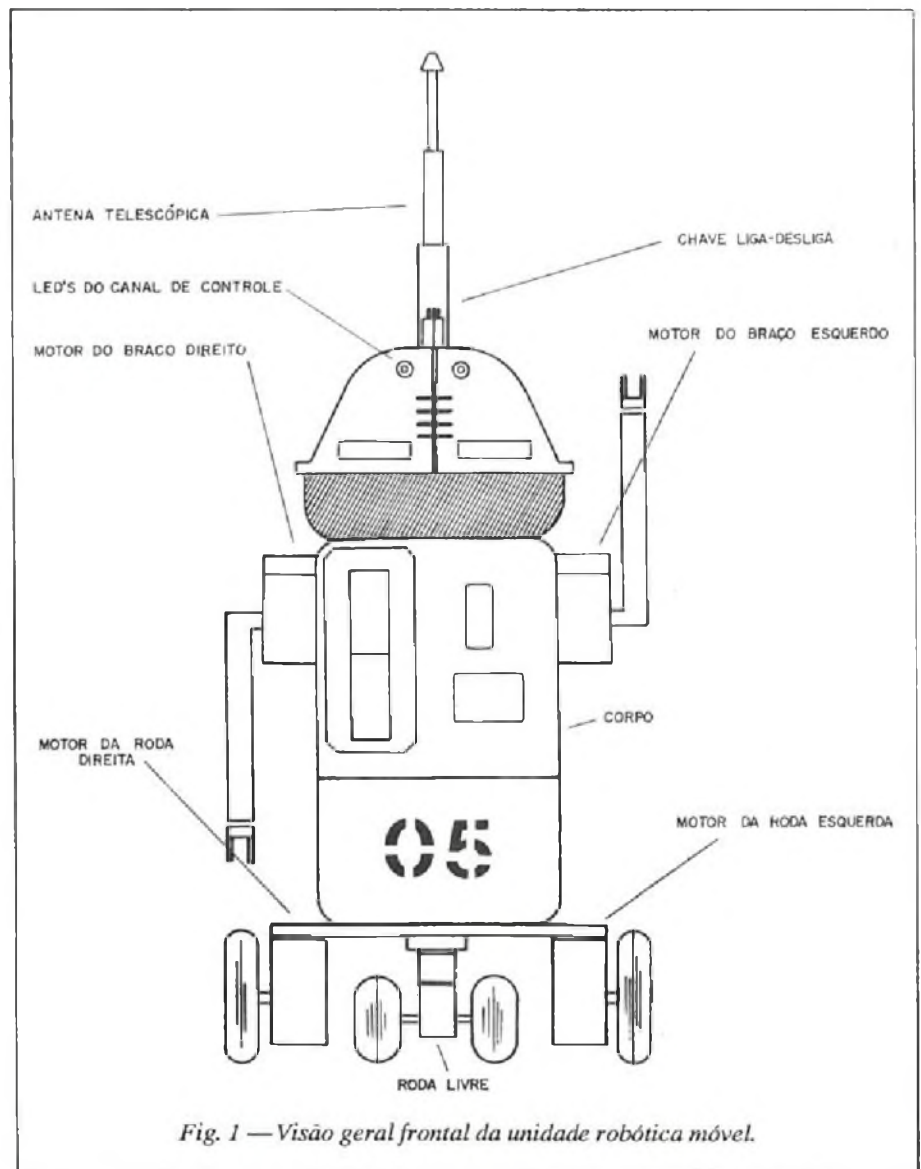 ANTENA TELESCÓPICA
CHAVE LIGA-DESLIGA
LED'S DO CANAL DE CONTROLE
MOTOR DO BRACO DIREITO
MOTOR DO BRAÇO ESQUERDO
CORPO
MOTOR DA RODA
DIREITA
MOTOR DA RODA ESQUERDA
05
RODA LIVRE
Fig. 1 — Visão geral frontal da unidade robótica móvel.